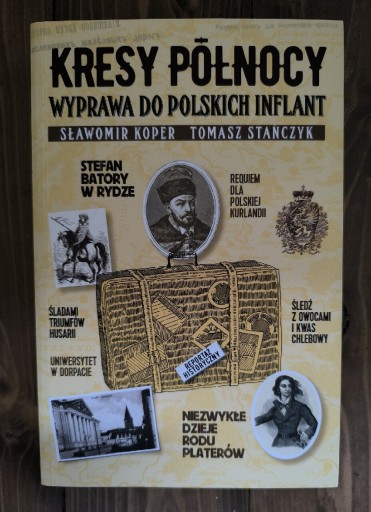 KRESY PÓŁNOCY
WYPRAWA DO POLSKICH INFLANT
SŁAWOMIR KOPER TOMASZ STAŃCZYK
STEFAN
BATORY
W RYDZE
REQUIEM
DLA
POLSKIEJ
KURLANDII
ŚLADAMI
TRIUMFÓW
HUSARII
UNIWERSYTET
W DORPACIE
ŚLEDŹ
Z OWOCAMI
I KWAS
CHLEBOWY
REPORTAŻ
HISTORYCZNY
NIEZWYKŁE
DZIEJE
RODU
PLATERÓW